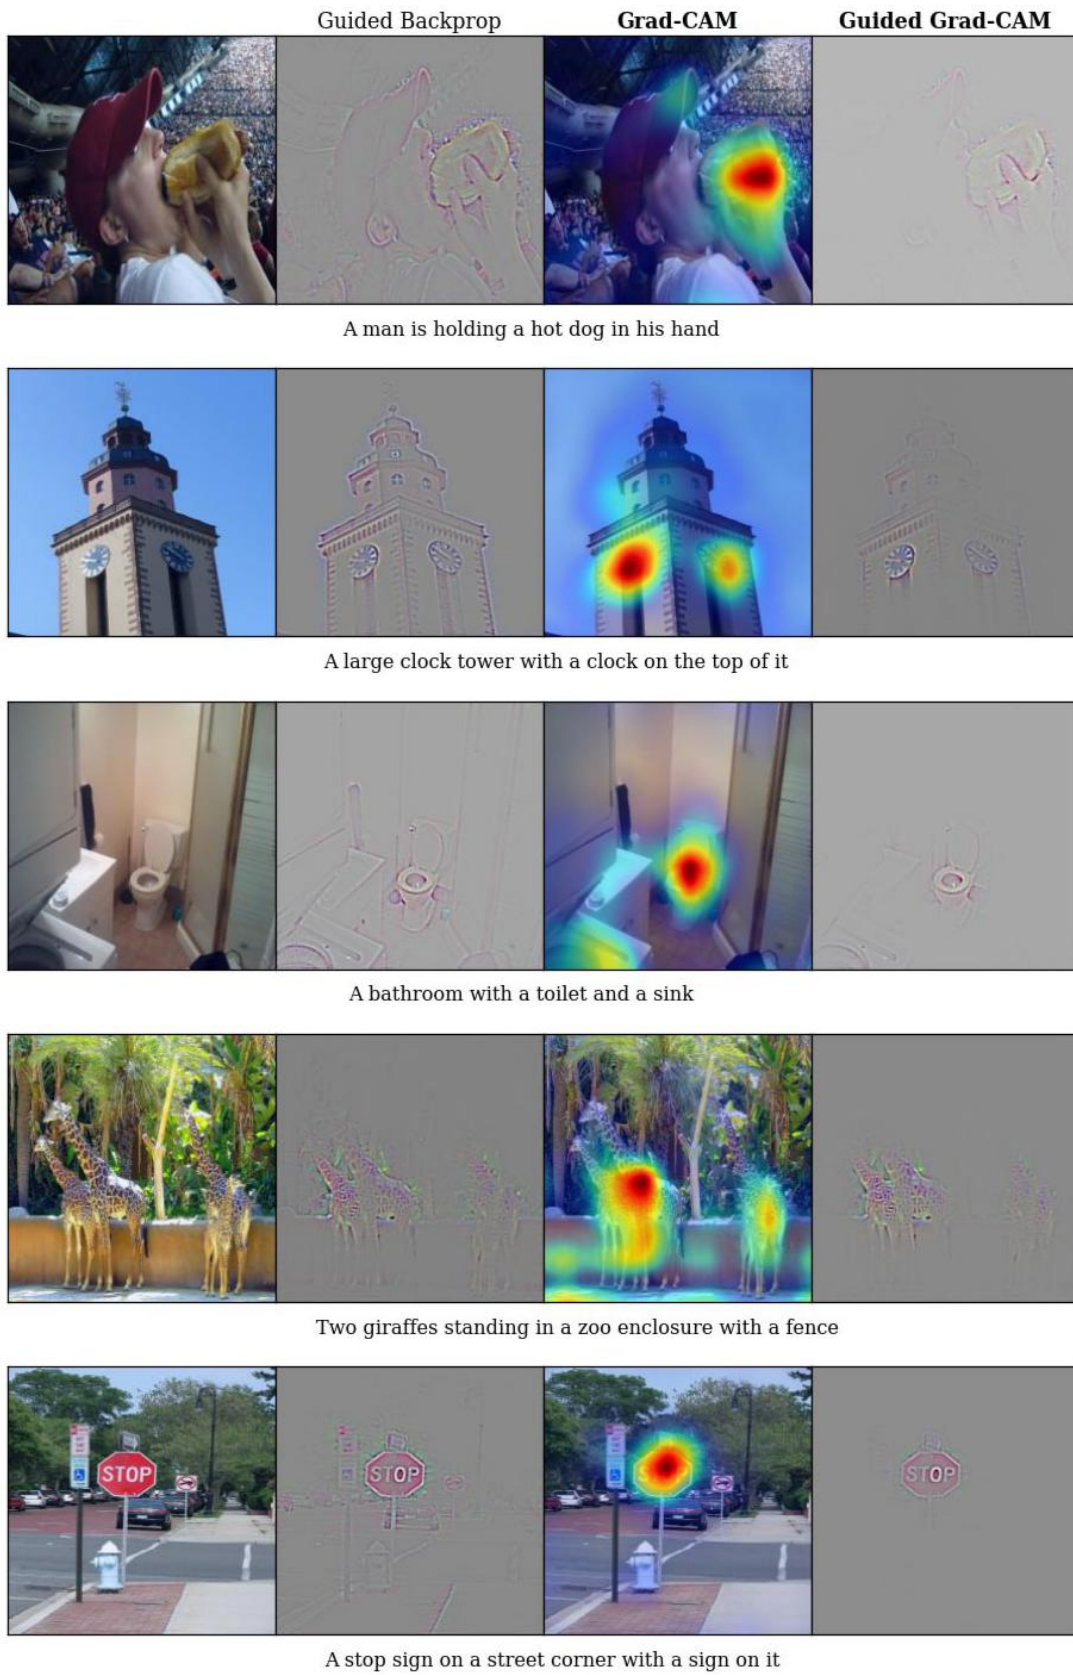 Guided Backprop Grad-CAM Guided Grad-CAM
A man is holding a hot dog in his hand
A large clock tower with a clock on the top of it
A bathroom with a toilet and a sink
Two giraffes standing in a zoo enclosure with a fence
STOP STOP STOP
A stop sign on a street corner with a sign on it